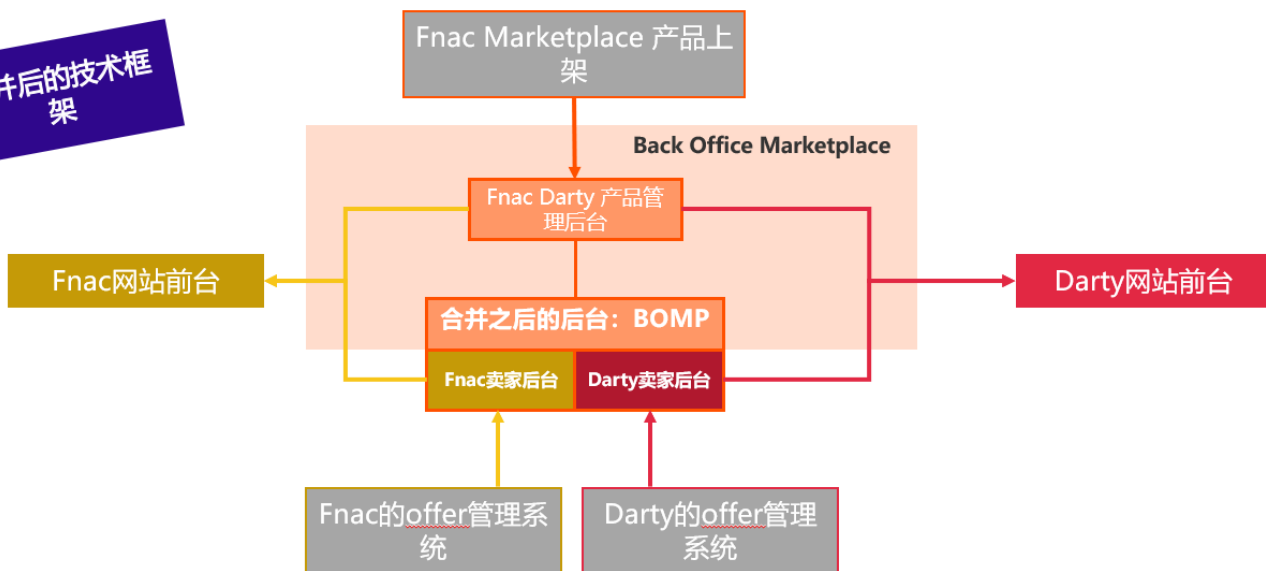 并后的技术框
架
Fnac Marketplace 产品上
架
Back Office Marketplace
Fnac Darty 产品管
理后台
Fnac网站前台
Darty网站前台
合并之后的后台：BOMP
Fnac卖家后台
Darty卖家后台
Fnac的offer管理系
统
Darty的offer管理
系统